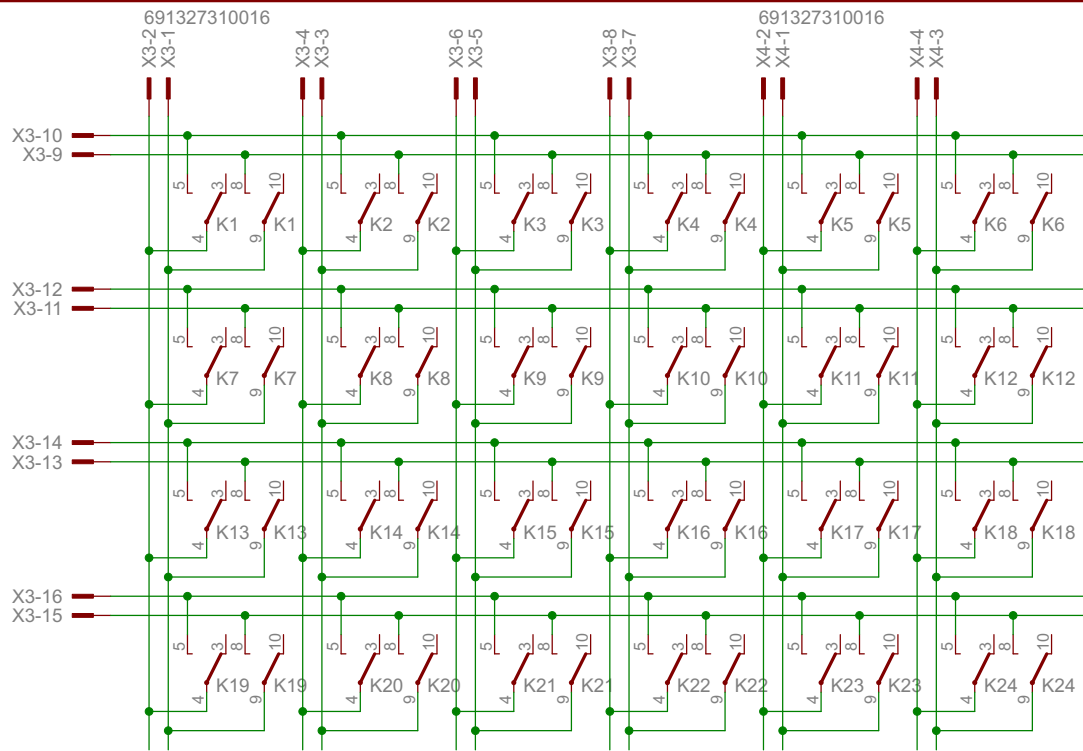 691327310016 691327310016
X3-2 X3-1 X3-4 X3-3 X3-6 X3-5 X3-8 X3-7 X4-2 X4-1 X4-4 X4-3
X3-10
X3-9
5 3 8 10 5 3 8 10 5 3 8 10 5 3 8 10 5 3 8 10 5 3 8 10
K1 K1 K2 K2 K3 K3 K4 K4 K5 K5 K6 K6
4 9 4 9 4 9 4 9 4 9 4 9
X3-12
X3-11
5 3 8 10 5 3 8 10 5 3 8 10 5 3 8 10 5 3 8 10 5 3 8 10
K7 K7 K8 K8 K9 K9 K10 K10 K11 K11 K12 K12
4 9 4 9 4 9 4 9 4 9 4 9
X3-14
X3-13
5 3 8 10 5 3 8 10 5 3 8 10 5 3 8 10 5 3 8 10 5 3 8 10
K13 K13 K14 K14 K15 K15 K16 K16 K17 K17 K18 K18
4 9 4 9 4 9 4 9 4 9 4 9
X3-16
X3-15
5 3 8 10 5 3 8 10 5 3 8 10 5 3 8 10 5 3 8 10 5 3 8 10
K19 K19 K20 K20 K21 K21 K22 K22 K23 K23 K24 K24
4 9 4 9 4 9 4 9 4 9 4 9